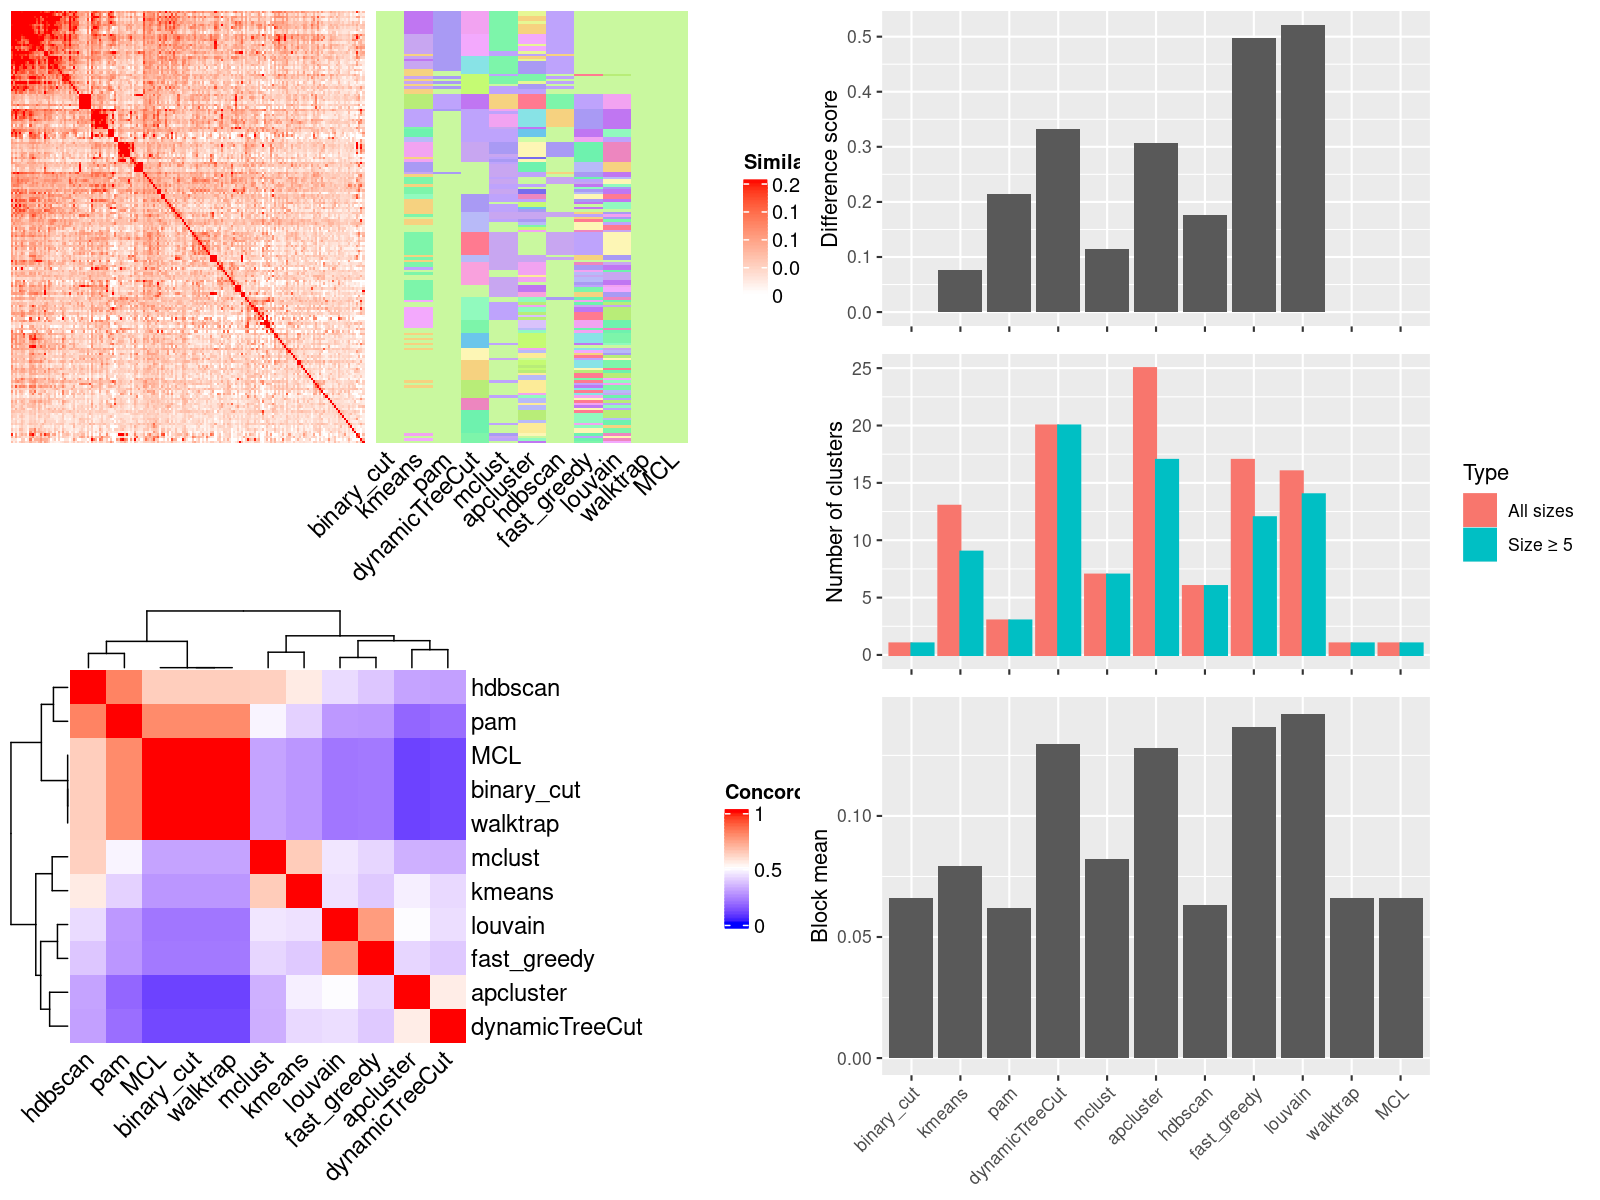 Simila
0.2
0.1
0.1
0.0
0
binary_cut
kmeans
pam
dynamicTreeCut
mclust
apcluster
hdbscan
fast_greedy
louvain
walktrap
MCL
Difference score
0.5
0.4
0.3
0.2
0.1
0.0
Number of clusters
25
20
15
10
5
0
Type
All sizes
Size ≥ 5
hdbscan
pam
MCL
binary_cut
walktrap
mclust
kmeans
louvain
fast_greedy
apcluster
dynamicTreeCut
hdbscan
pam
MCL
binary_cut
walktrap
mclust
kmeans
louvain
fast_greedy
apcluster
dynamicTreeCut
Concord
1
0.5
0
Block mean
0.10
0.05
0.00
binary_cut
kmeans
pam
dynamicTreeCut
mclust
apcluster
hdbscan
fast_greedy
louvain
walktrap
MCL